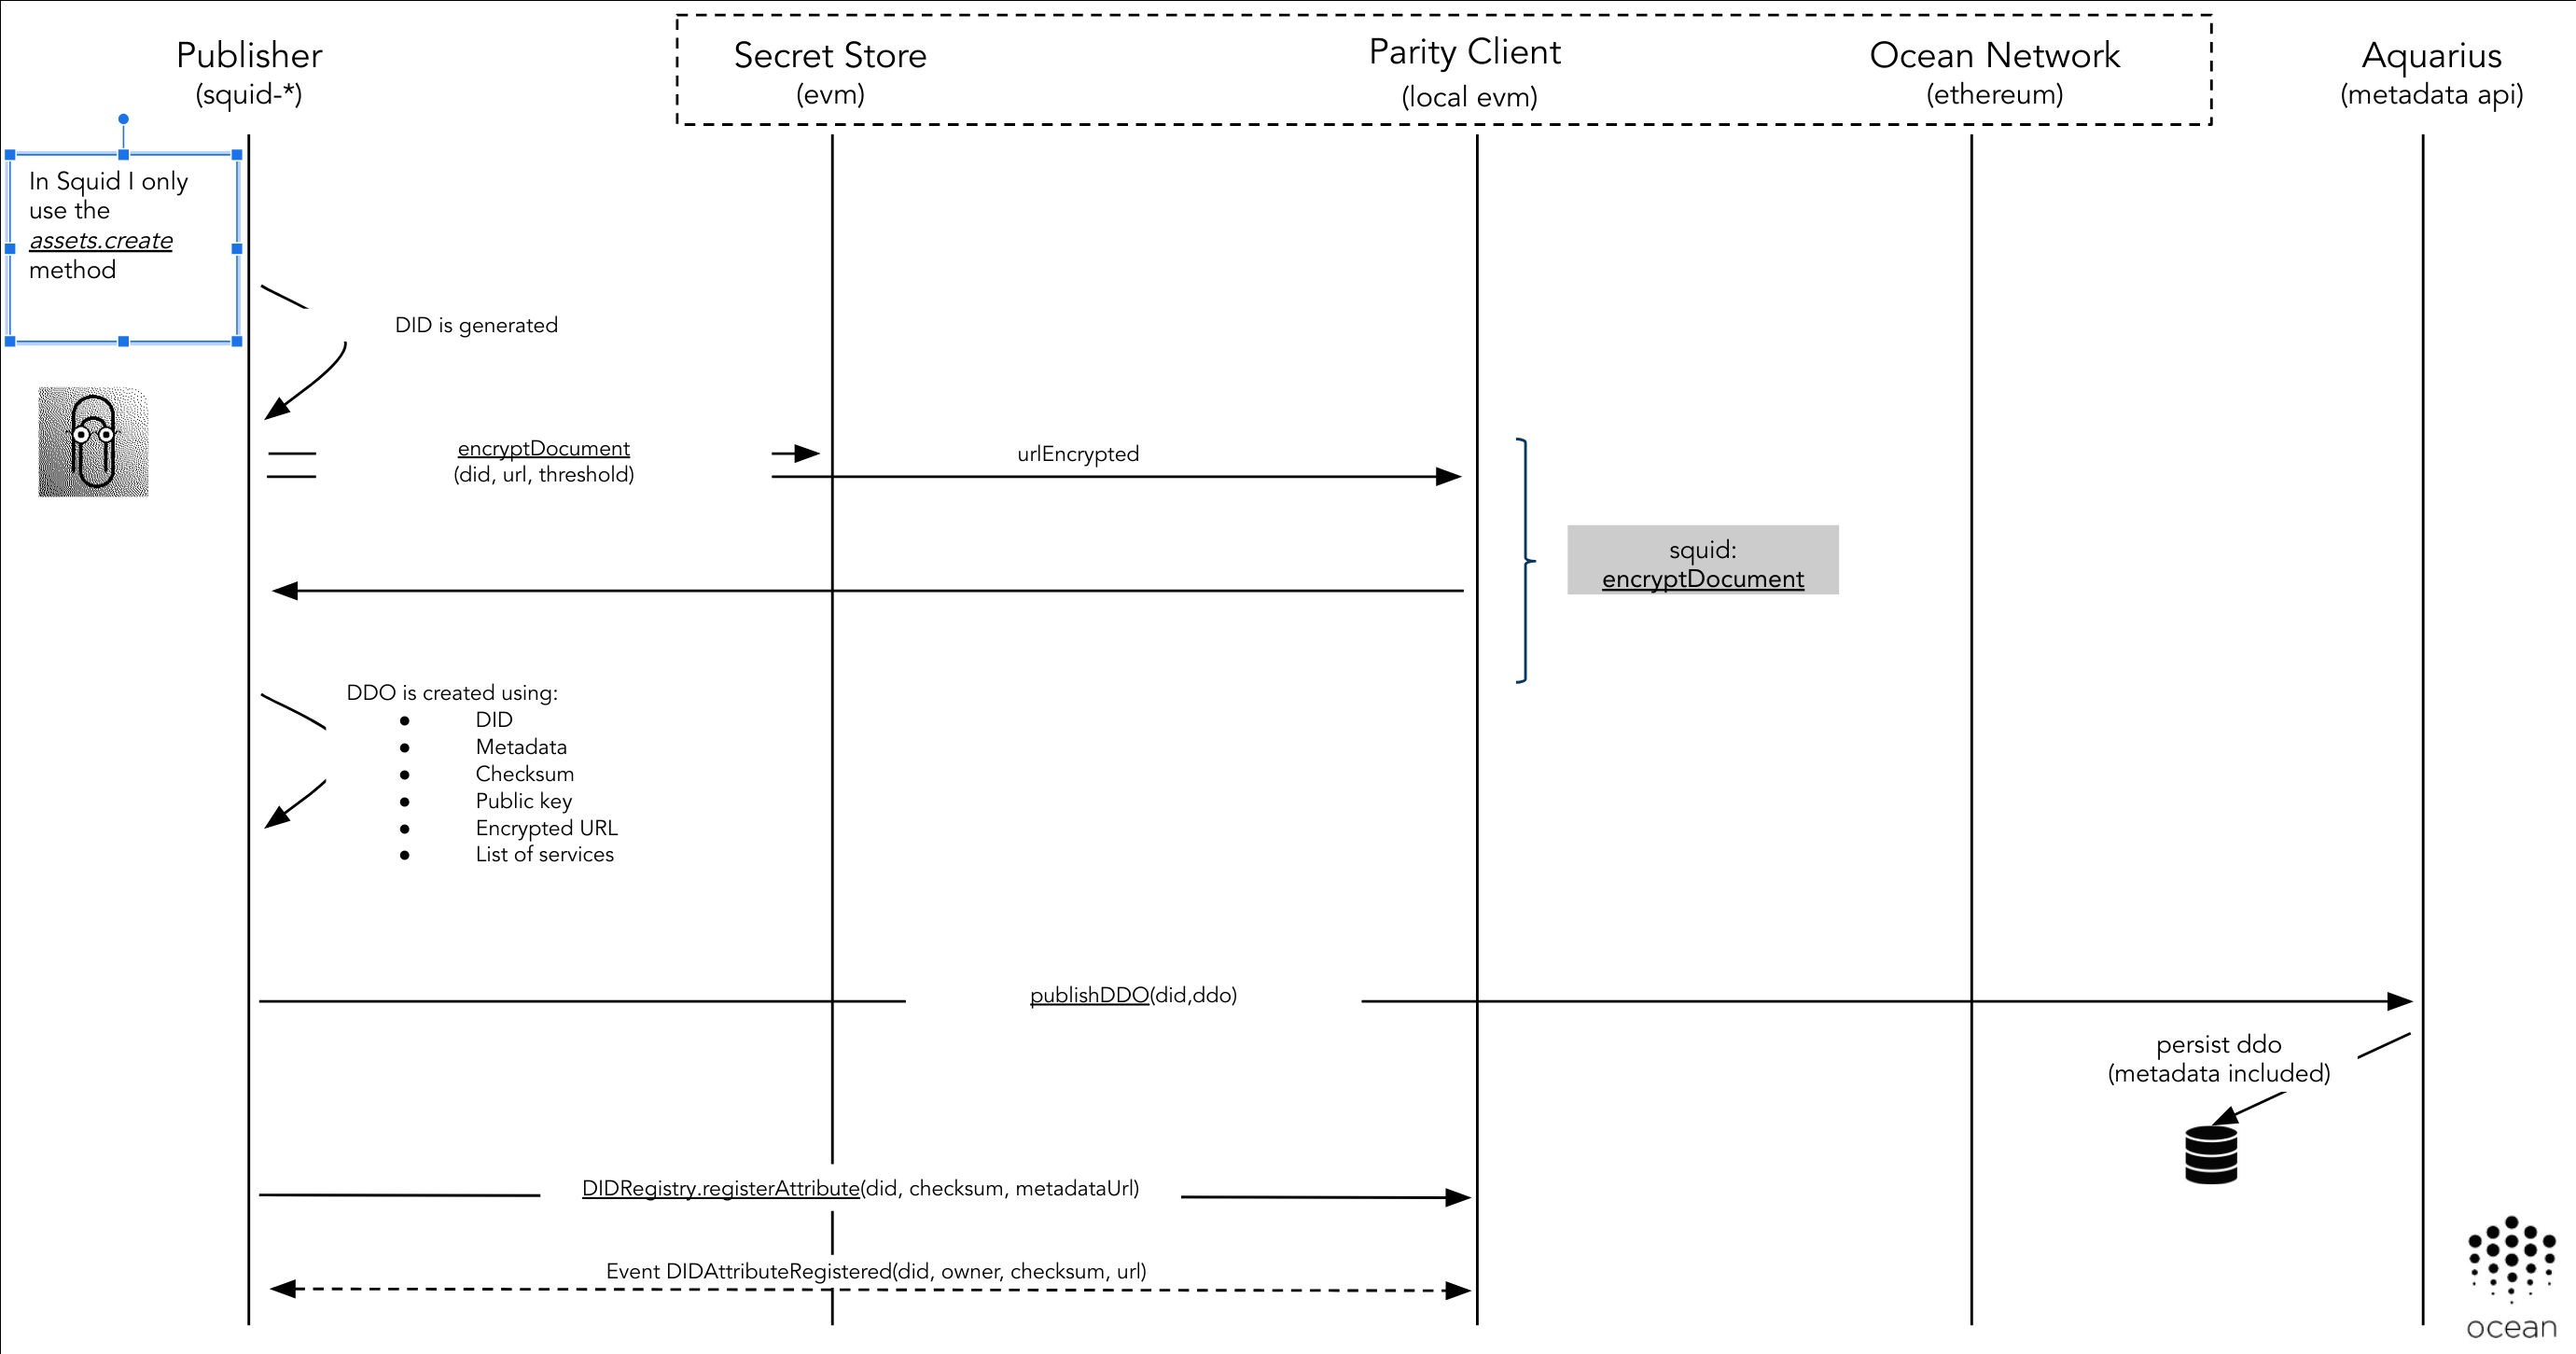 Publisher
(squid-*)
Secret Store
(evm)
Parity Client
(local evm)
Ocean Network
(ethereum)
Aquarius
(metadata api)
In Squid I only
use the
assets.create
method
DID is generated
encryptDocument
(did, url, threshold)
urlEncrypted
squid:
encryptDocument
DDO is created using:
● DID
● Metadata
● Checksum
● Public key
● Encrypted URL
● List of services
publishDDO(did,ddo)
persist ddo
(metadata included)
DIDRegistry.registerAttribute(did, checksum, metadataUrl)
Event DIDAttributeRegistered(did, owner, checksum, url)
ocean